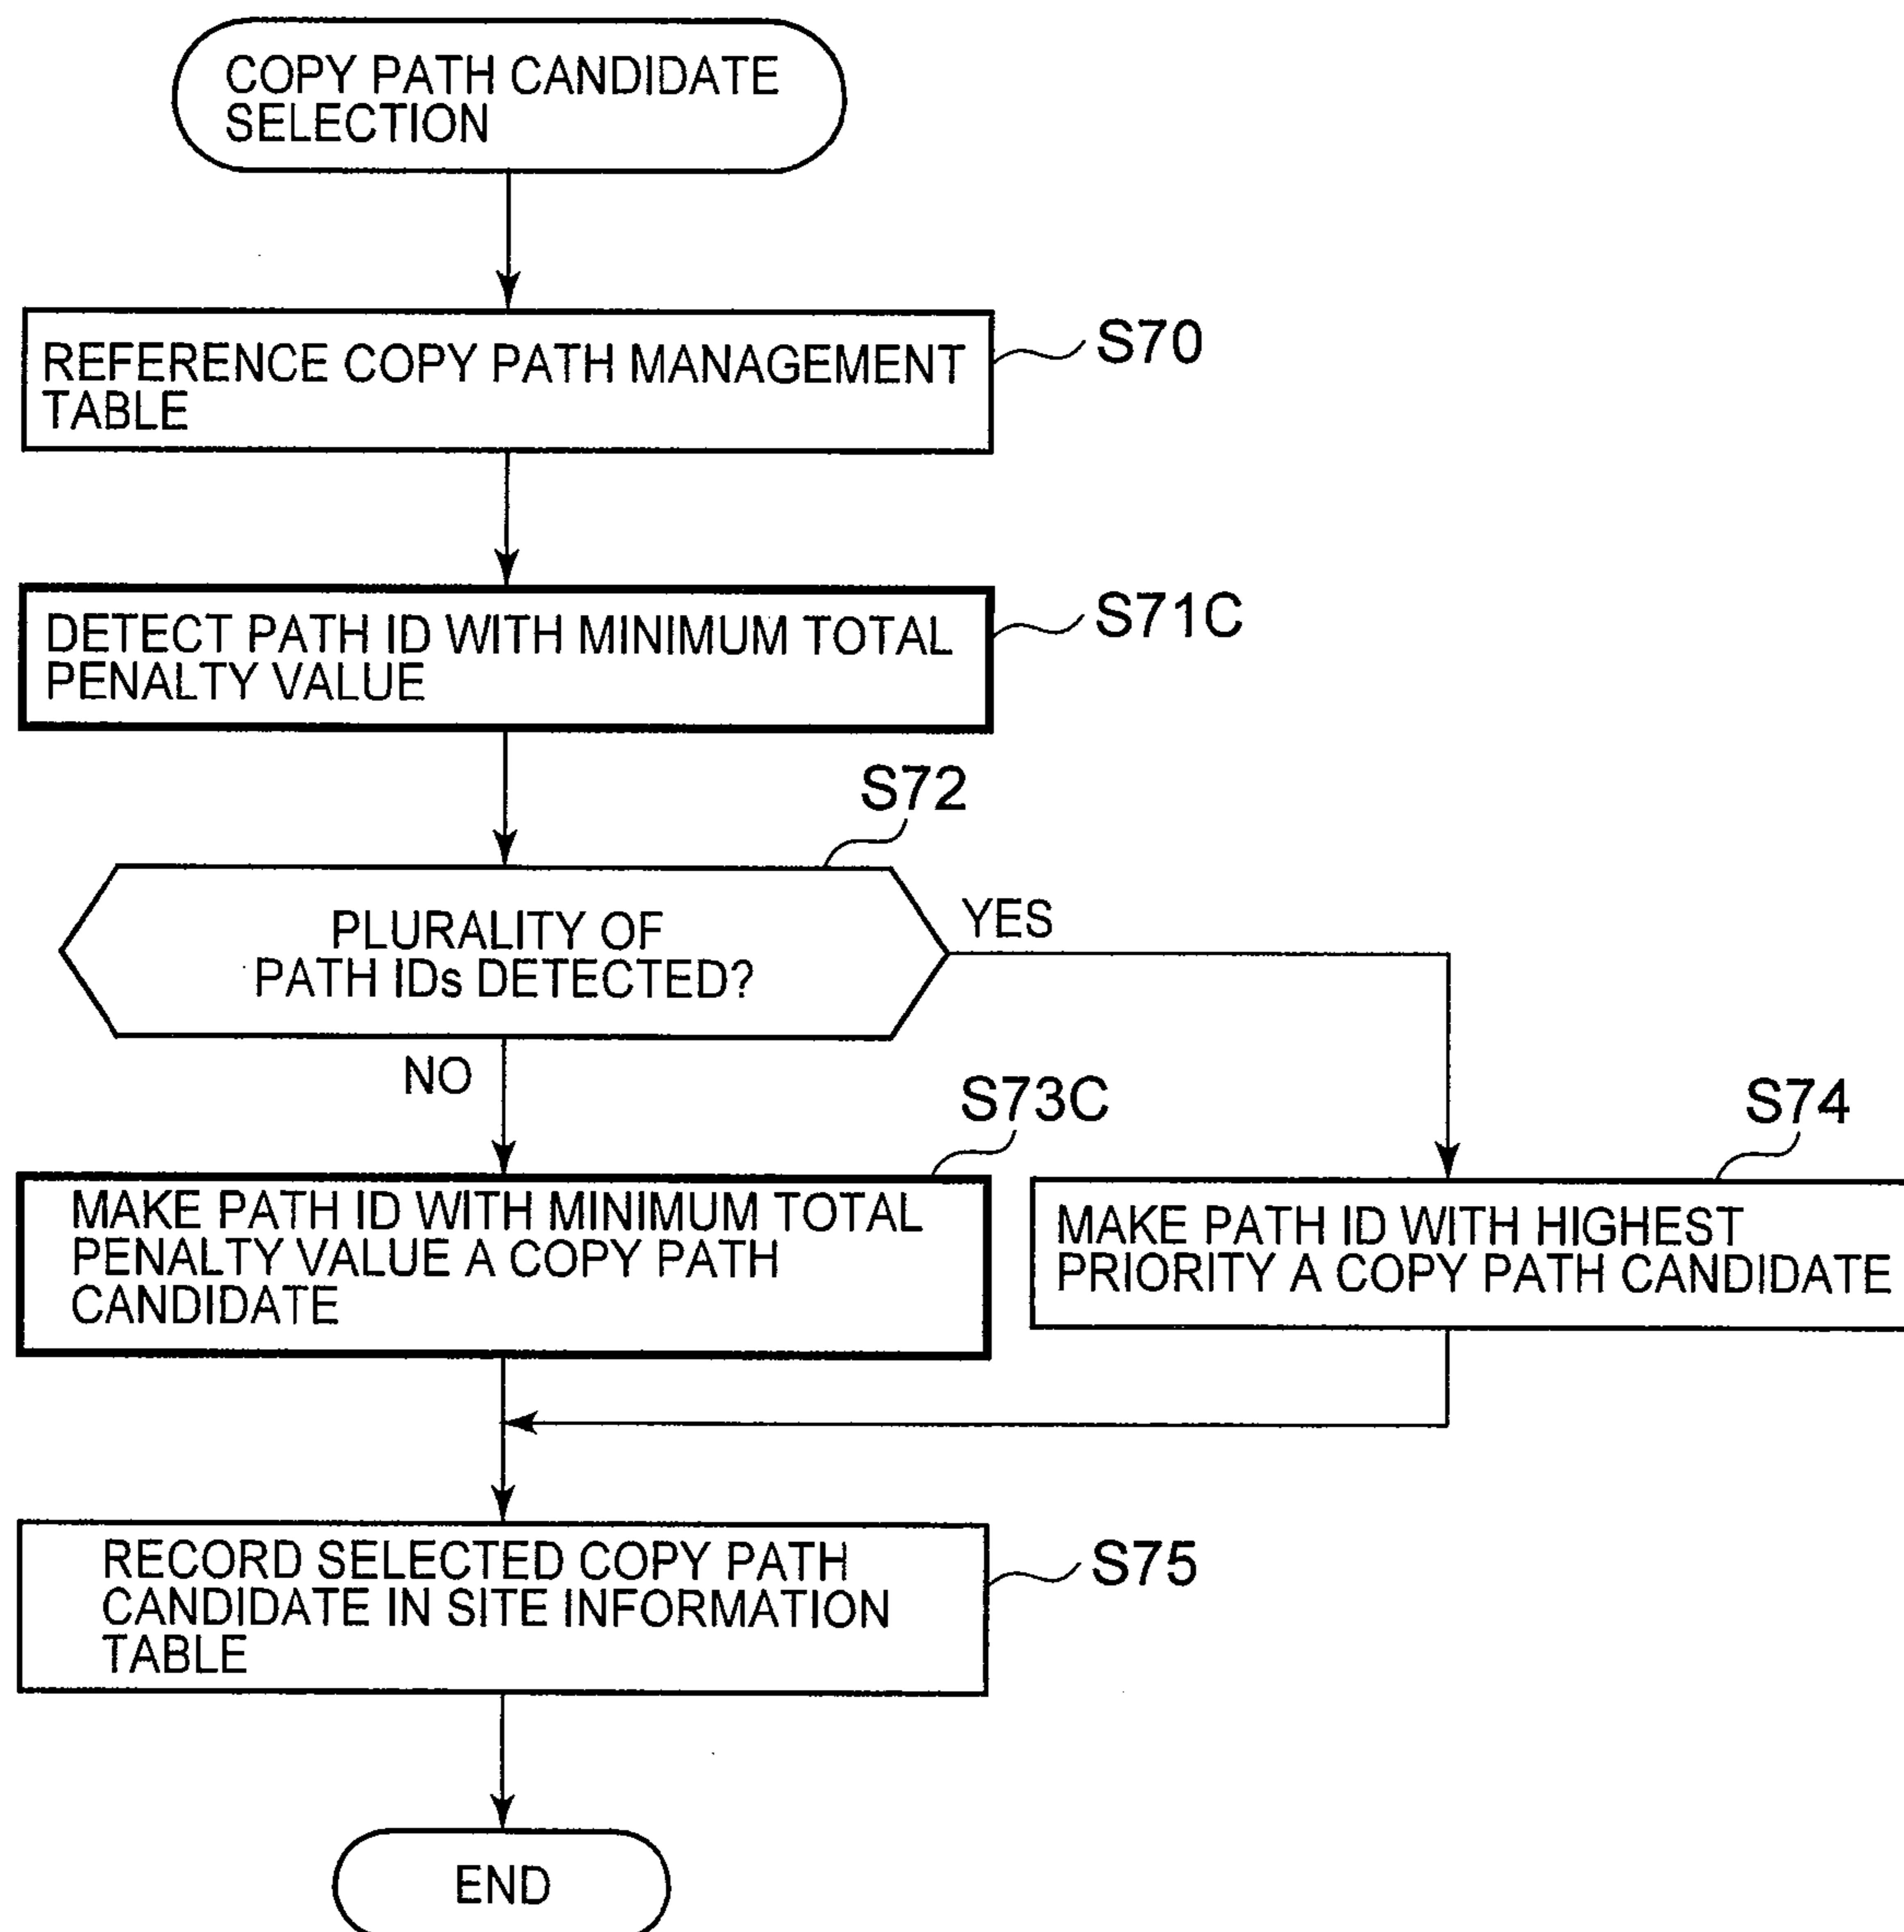 COPY PATH CANDIDATE
SELECTION
REFERENCE COPY PATH MANAGEMENT
TABLE
S70
DETECT PATH ID WITH MINIMUM TOTAL
PENALTY VALUE
S71C
S72
PLURALITY OF
PATH IDs DETECTED?
YES
NO
S73C
MAKE PATH ID WITH MINIMUM TOTAL
PENALTY VALUE A COPY PATH
CANDIDATE
S74
MAKE PATH ID WITH HIGHEST
PRIORITY A COPY PATH CANDIDATE
RECORD SELECTED COPY PATH
CANDIDATE IN SITE INFORMATION
TABLE
S75
END